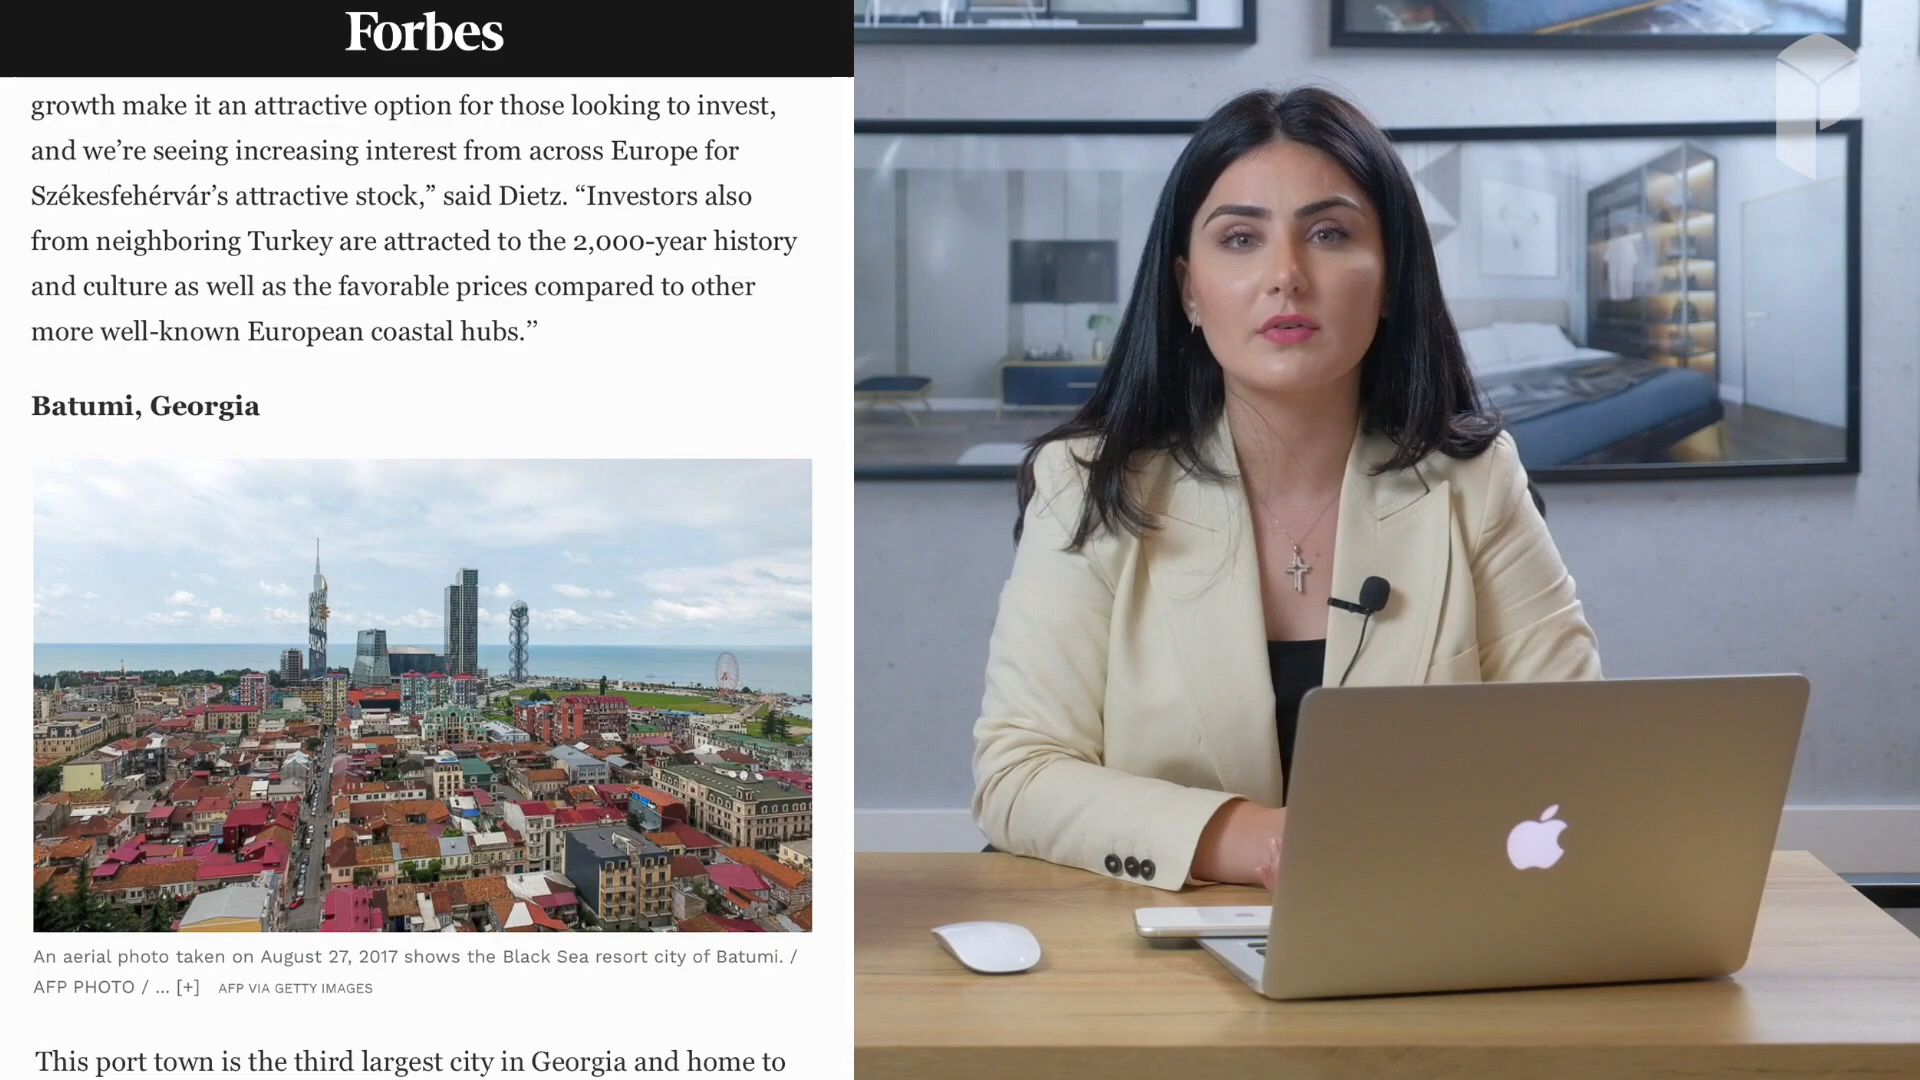 Forbes
growth make it an attractive option for those looking to invest,
and we’re seeing increasing interest from across Europe for
Székesfehérvár’s attractive stock,” said Dietz. “Investors also
from neighboring Turkey are attracted to the 2,000-year history
and culture as well as the favorable prices compared to other
more well-known European coastal hubs.’’
Batumi, Georgia
An aerial photo taken on August 27, 2017 shows the Black Sea resort city of Batumi. /
AFP PHOTO / ... [+] AFP VIA GETTY IMAGES
This port town is the third largest city in Georgia and home to